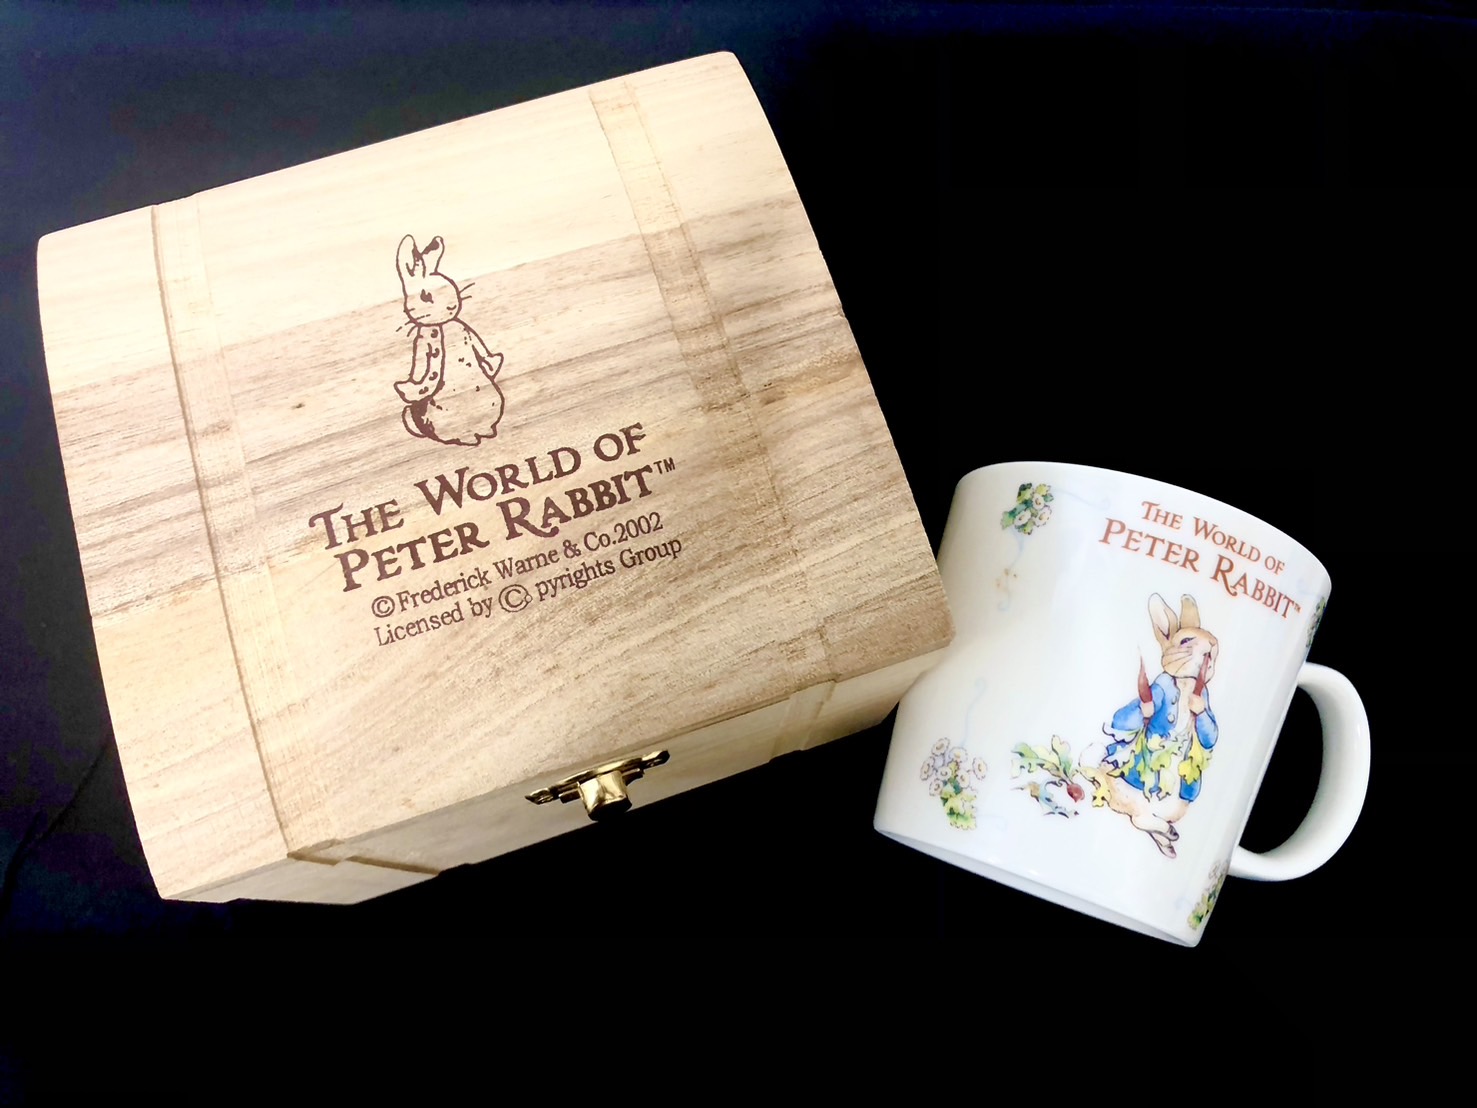 THE WORLD OF
PETER RABBIT™
©Frederick Warne & Co.2002
Licensed by © pyrights Group
THE WORLD OF
PETER RABBIT™